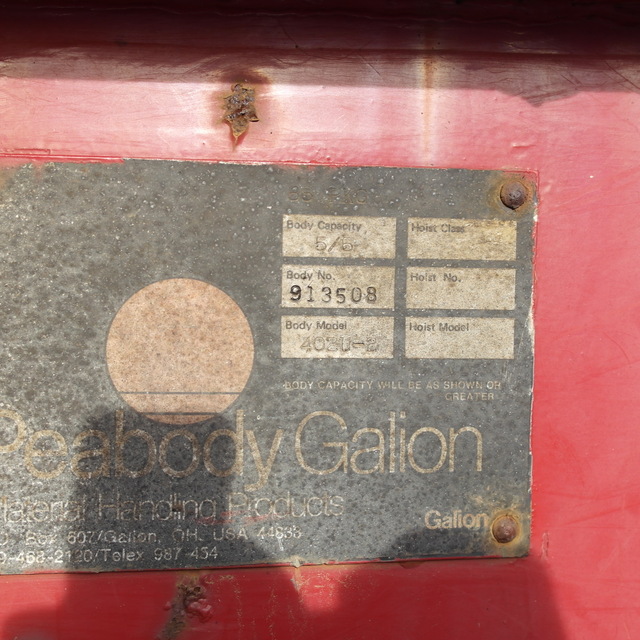 Body Capacity
5/6
Hoist Class
Body No.
913508
Hoist No.
Body Model
Hoist Model
BODY CAPACITY WILL BE AS SHOWN OR
GREATER
Peabody Galion
Material Handling Products
607/Galion, OH. USA
Galion
Telex 987-454